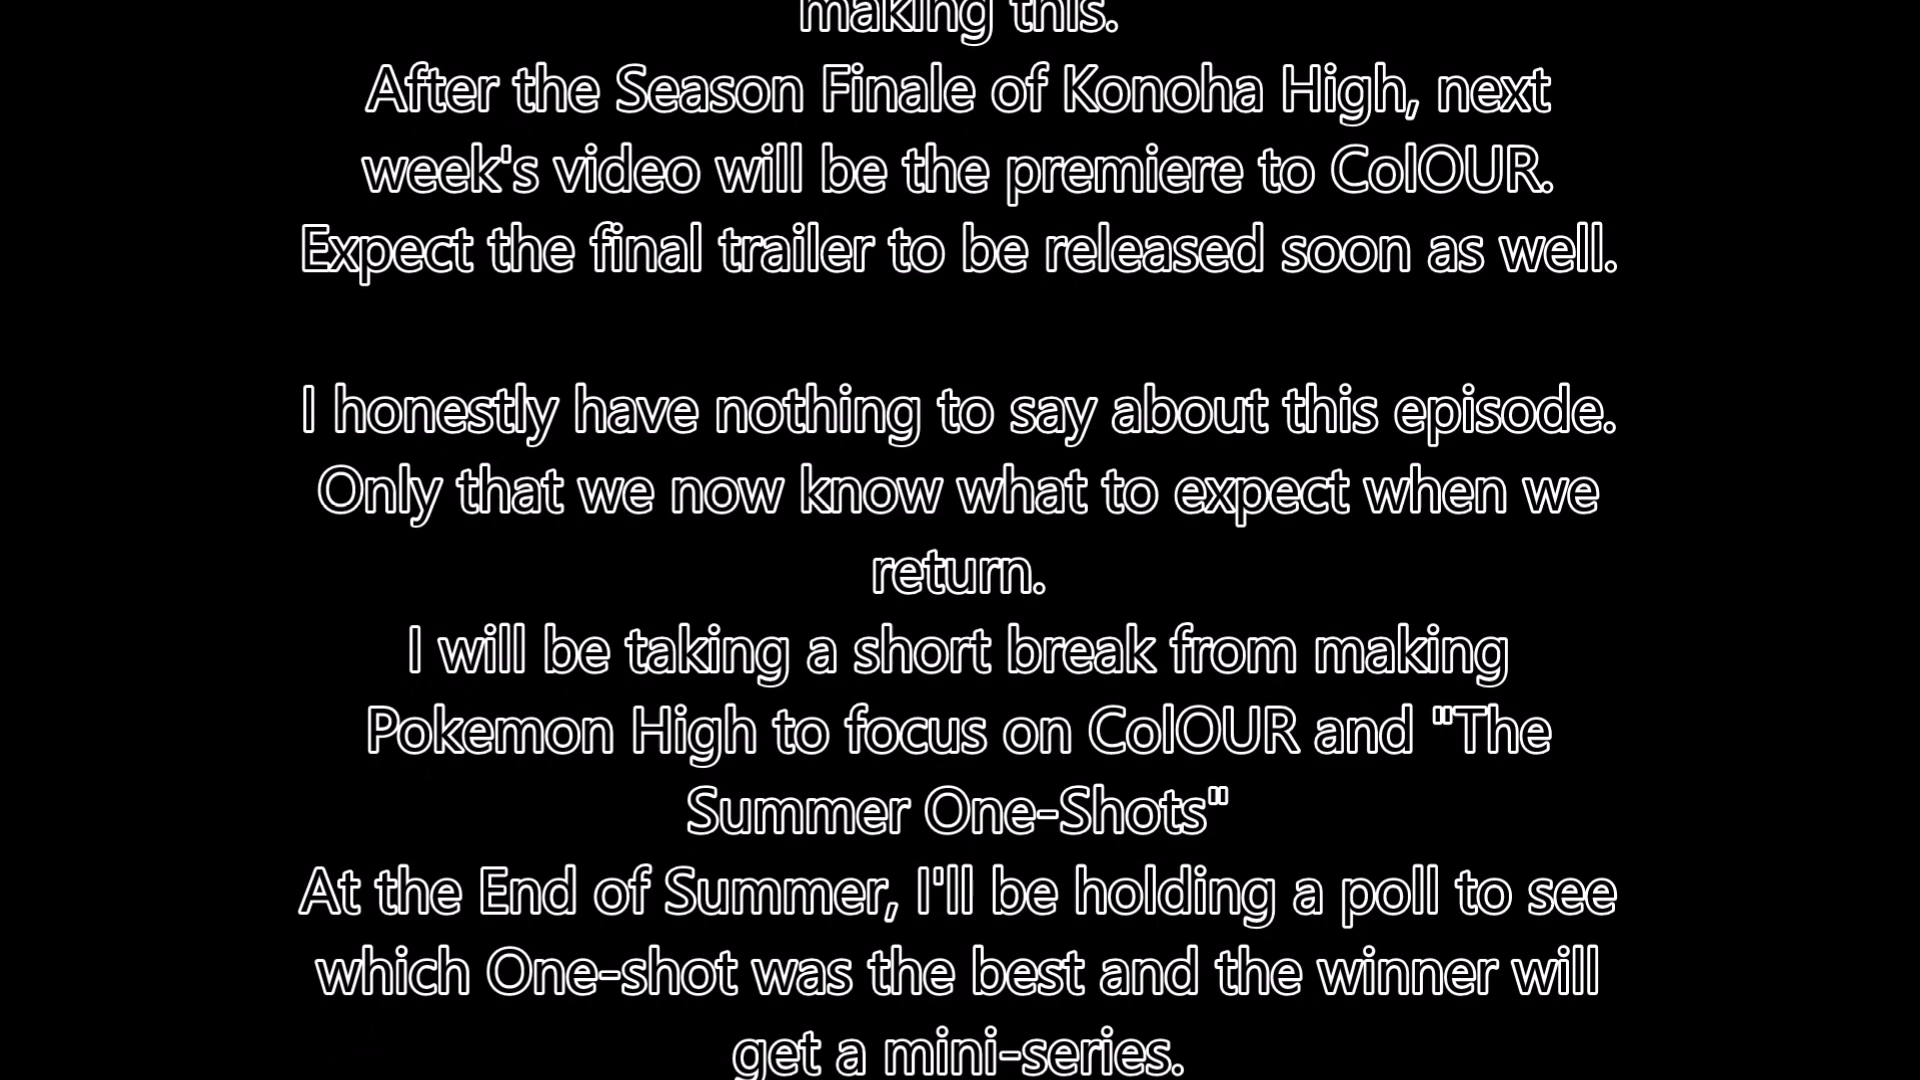 making this.
After the Season Finale of Konoha High, next
week's video will be the premiere to ColOUR.
Expect the final trailer to be released soon as well.
I honestly have nothing to say about this episode.
Only that we now know what to expect when we
return.
I will be taking a short break from making
Pokemon High to focus on ColOUR and "The
Summer One-Shots"
At the End of Summer, I'll be holding a poll to see
which One-shot was the best and the winner will
get a mini-series.